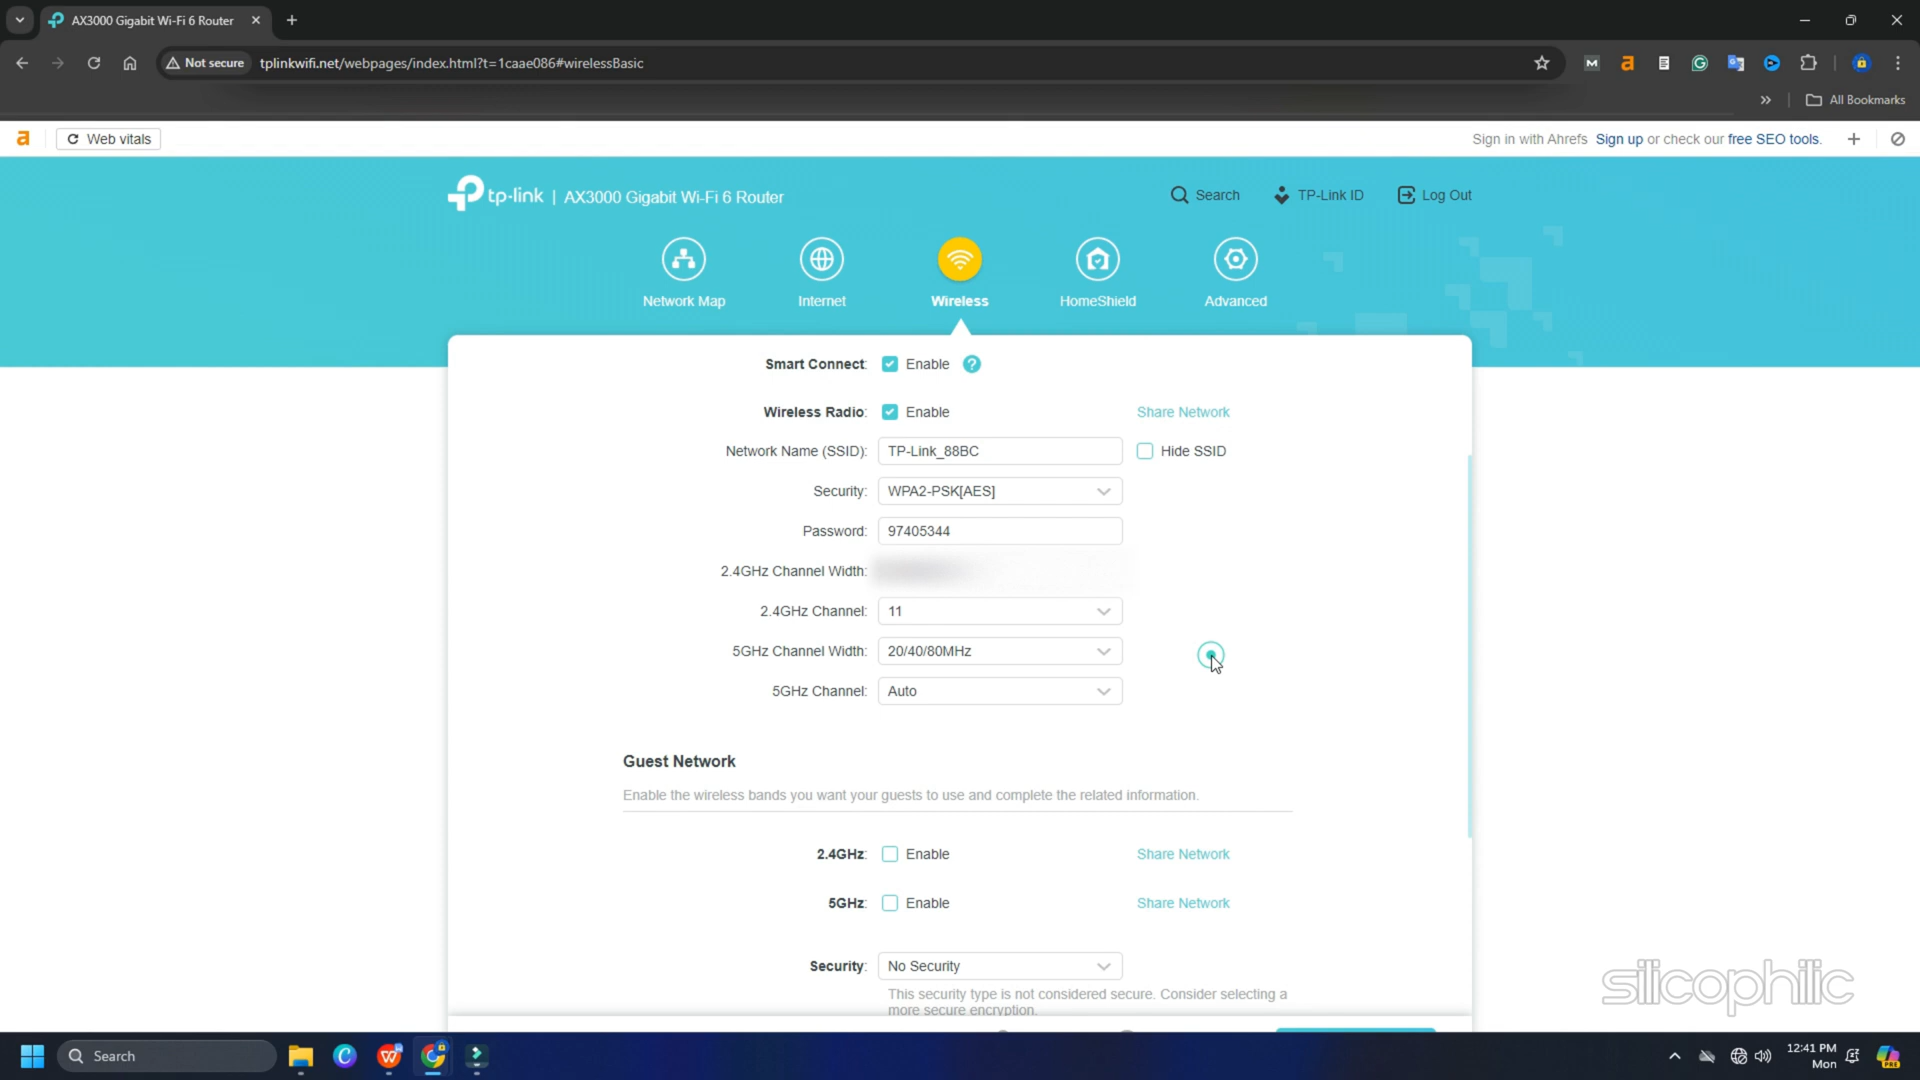 AX3000 Gigabit Wi-Fi 6 Router
Not secure
tplinkwifi.net/webpages/index.html?t=1caae086#wirelessBasic
All Bookmarks
Web vitals
Sign in with Ahrefs Sign up or check our free SEO tools.
tp-link | AX3000 Gigabit Wi-Fi 6 Router
Search
TP-Link ID
Log Out
Network Map
Internet
Wireless
HomeShield
Advanced
Smart Connect: Enable ?
Wireless Radio: Enable Share Network
Network Name (SSID): TP-Link_88BC Hide SSID
Security: WPA2-PSK[AES]
Password: 97405344
2.4GHz Channel Width:
2.4GHz Channel: 11
5GHz Channel Width: 20/40/80MHz
5GHz Channel: Auto
Guest Network
Enable the wireless bands you want your guests to use and complete the related information.
2.4GHz: Enable Share Network
5GHz: Enable Share Network
Security: No Security
This security type is not considered secure. Consider selecting a
more secure encryption.
silicophilic
Search
12:41 PM
Mon